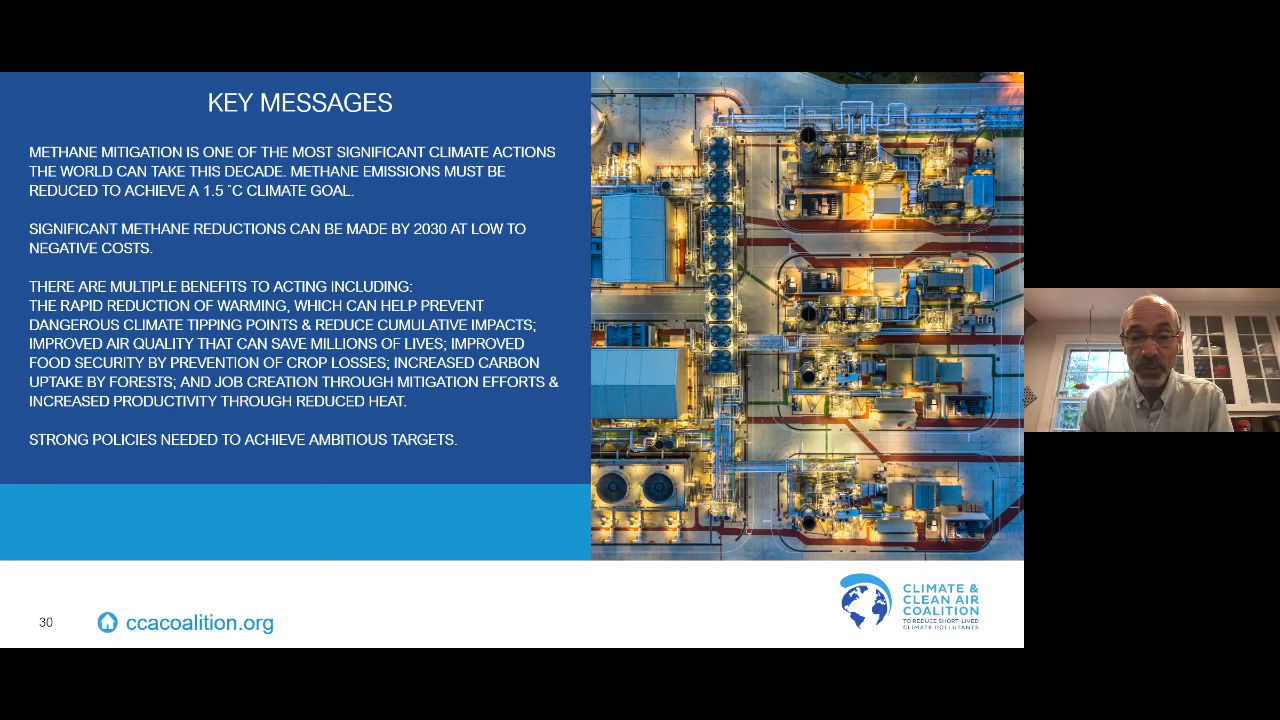 KEY MESSAGES
METHANE MITIGATION IS ONE OF THE MOST SIGNIFICANT CLIMATE ACTIONS
THE WORLD CAN TAKE THIS DECADE. METHANE EMISSIONS MUST BE
REDUCED TO ACHIEVE A 1.5 ˚C CLIMATE GOAL.
SIGNIFICANT METHANE REDUCTIONS CAN BE MADE BY 2030 AT LOW TO
NEGATIVE COSTS.
THERE ARE MULTIPLE BENEFITS TO ACTING INCLUDING:
THE RAPID REDUCTION OF WARMING, WHICH CAN HELP PREVENT
DANGEROUS CLIMATE TIPPING POINTS & REDUCE CUMULATIVE IMPACTS;
IMPROVED AIR QUALITY THAT CAN SAVE MILLIONS OF LIVES; IMPROVED
FOOD SECURITY BY PREVENTION OF CROP LOSSES; INCREASED CARBON
UPTAKE BY FORESTS; AND JOB CREATION THROUGH MITIGATION EFFORTS &
INCREASED PRODUCTIVITY THROUGH REDUCED HEAT.
STRONG POLICIES NEEDED TO ACHIEVE AMBITIOUS TARGETS.
30
ccacoalition.org
CLIMATE &
CLEAN AIR
COALITION
TO REDUCE SHORT-LIVED
CLIMATE POLLUTANTS